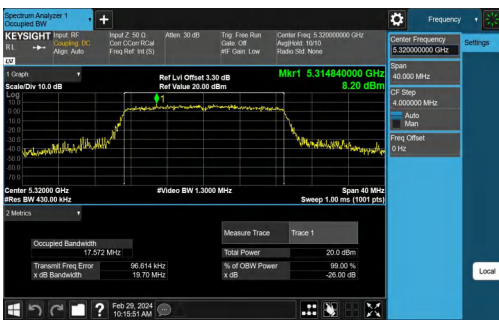 Spectrum Analyzer 1
Occupied BW
KEYSIGHT
RL
Input: RF
Coupling: DC
Align: Auto
Input Z: 50 Ω
Corr CCorr RCal
Freq Ref: Int (S)
Atten: 30 dB
Trig: Free Run
Gate: Off
#IF Gain: Low
Center Freq: 5.320000000 GHz
Avg|Hold: 10/10
Radio Std: None
1 Graph
Scale/Div 10.0 dB
Ref Lvl Offset 3.30 dB
Ref Value 20.00 dBm
Mkr1 5.314840000 GHz
8.20 dBm
Log
10.0
0.00
-10.0
-20.0
-30.0
-40.0
-50.0
-60.0
-70.0
1
Center 5.32000 GHz
#Video BW 1.3000 MHz
Span 40 MHz
#Res BW 430.00 kHz
Sweep 1.00 ms (1001 pts)
2 Metrics
Measure Trace
Trace 1
Occupied Bandwidth
17.572 MHz
Total Power
20.0 dBm
Transmit Freq Error
96.614 kHz
% of OBW Power
99.00 %
x dB Bandwidth
19.70 MHz
x dB
-26.00 dB
Feb 29, 2024
10:15:51 AM
Frequency
Center Frequency
5.320000000 GHz
Settings
Span
40.000 MHz
CF Step
4.000000 MHz
Auto
Man
Freq Offset
0 Hz
Local